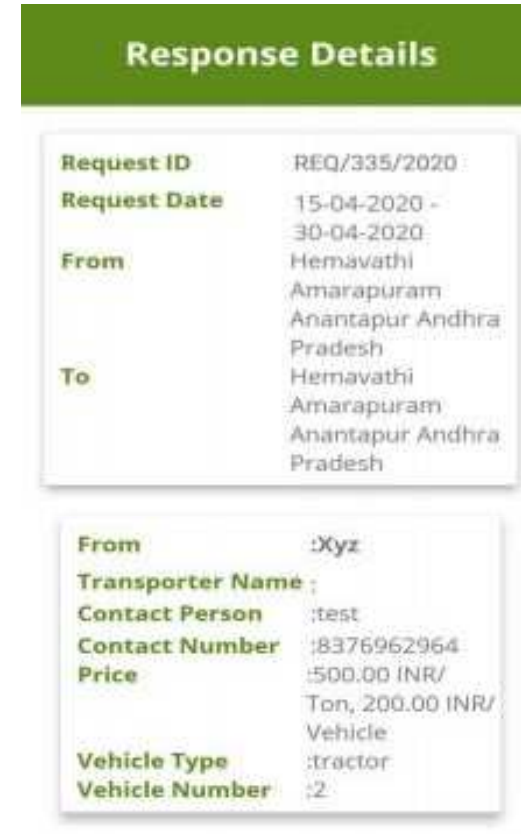 Response Details
Request ID REQ/335/2020
Request Date 15-04-2020 -
30-04-2020
From Hemavathi
Amarapuram
Anantapur Andhra
Pradesh
To Hemavathi
Amarapuram
Anantapur Andhra
Pradesh
From :Xyz
Transporter Name :
Contact Person :test
Contact Number :8376962964
Price :500.00 INR/
Ton, 200.00 INR/
Vehicle
Vehicle Type :tractor
Vehicle Number :2